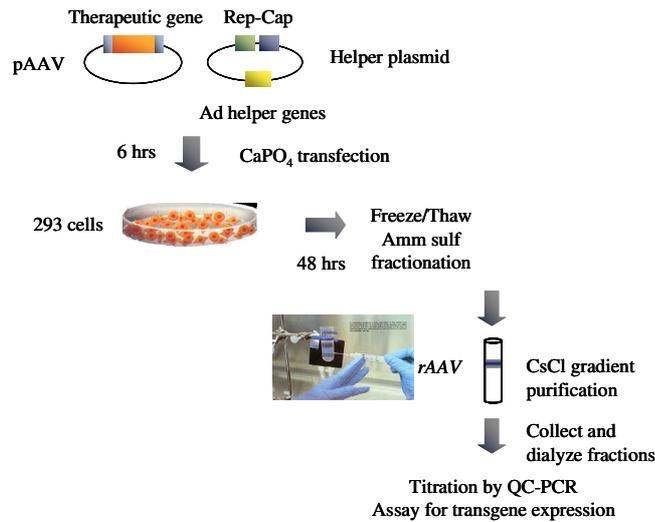 Therapeutic gene Rep-Cap
pAAV
Helper plasmid
Ad helper genes
6 hrs
CaPO4 transfection
293 cells
48 hrs
Freeze/Thaw
Amm sulf
fractionation
rAAV
CsCl gradient
purification
Collect and
dialyze fractions
Titration by QC-PCR
Assay for transgene expression